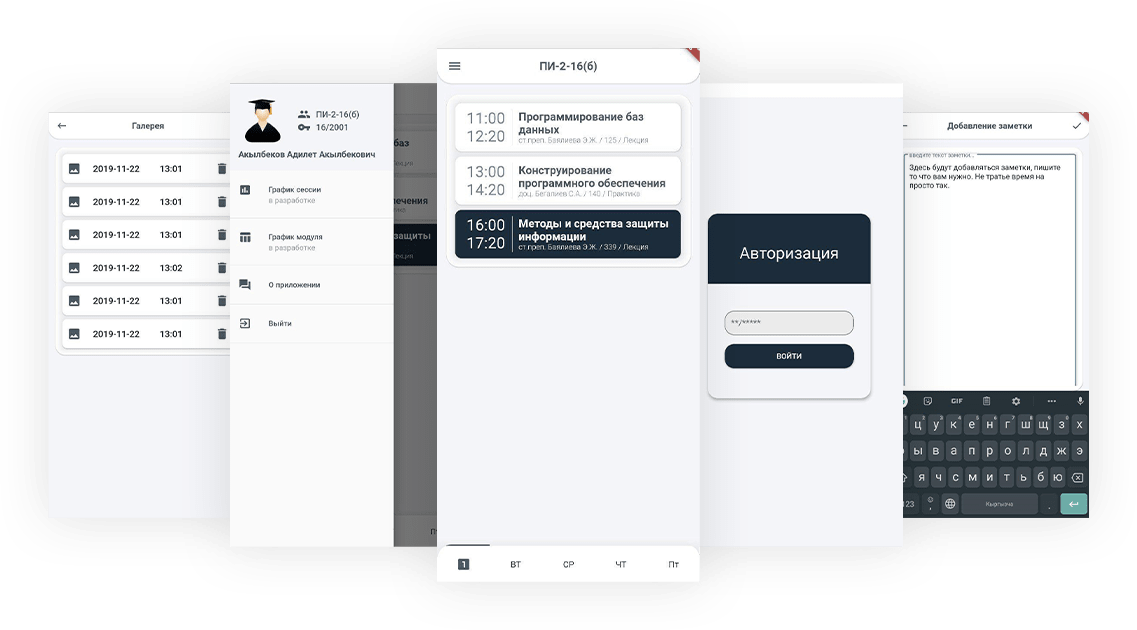 Галерея
2019-11-22 13:01
2019-11-22 13:01
2019-11-22 13:01
2019-11-22 13:02
2019-11-22 13:01
2019-11-22 13:01
ПИ-2-16(б)
16/2001
Акылбеков Адилет Акылбекович
График сессии
в разработке
График модуля
в разработке
О приложении
Выйти
баз
Лекция
ечения
защиты
Лекция
ПИ-2-16(б)
11:00
12:20
Программирование баз
данных
ст.преп. Баялиева Э.Ж. / 125 / Лекция
13:00
14:20
Конструирование
программного обеспечения
доц. Бегалиев С.А. / 140 / Практика
16:00
17:20
Методы и средства защиты
информации
ст.преп. Баялиева Э.Ж. / 339 / Лекция
1 ВТ СР ЧТ Пт
Авторизация
**/****
ВОЙТИ
Добавление заметки
Введите текст заметки...
Здесь будут добавляться заметки, пишите
то что вам нужно. Не тратье время на
просто так.
GIF
ц у к е н г ш щ з х
ы в а п р о л д ж э
я ч с м и т ь б ю
123 , Кыргызча .